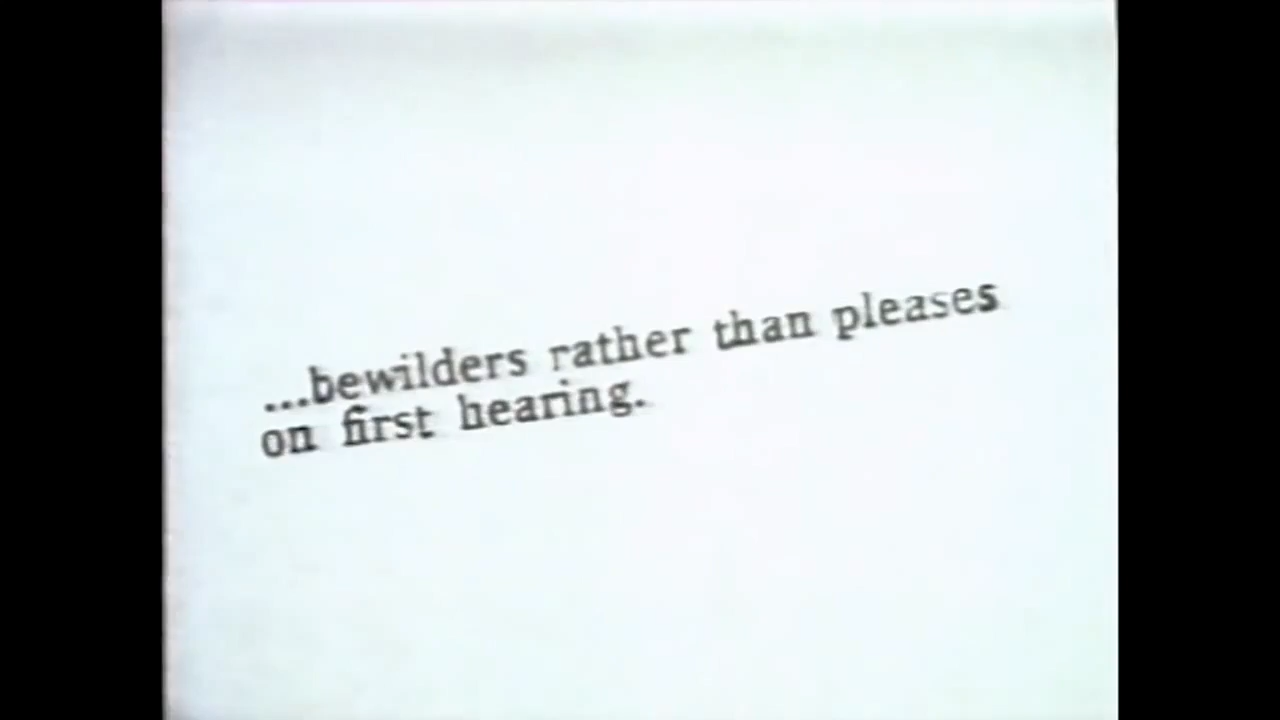 ...bewilders rather than pleases
on first hearing.